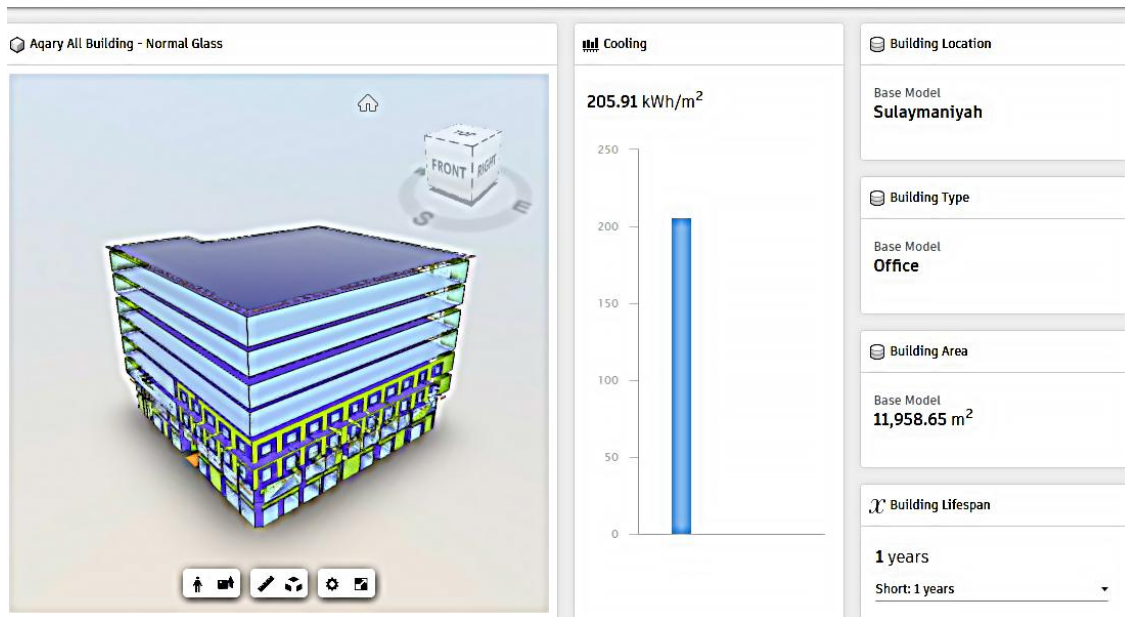 Aqary All Building - Normal Glass
TOP
FRONT
RIGHT
S
E
Cooling
205.91 kWh/m²
250
200
150
100
50
0
Building Location
Base Model
Sulaymaniyah
Building Type
Base Model
Office
Building Area
Base Model
11,958.65 m²
x Building Lifespan
1 years
Short: 1 years